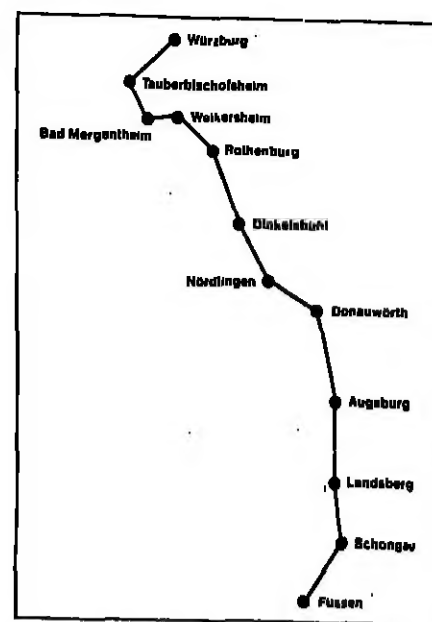 Würzburg
Tauberbischofsheim
Bad Mergentheim
Weikersheim
Rothenburg
Dinkelsbühl
Nördlingen
Donauwörth
Augsburg
Landsberg
Schongau
Füssen